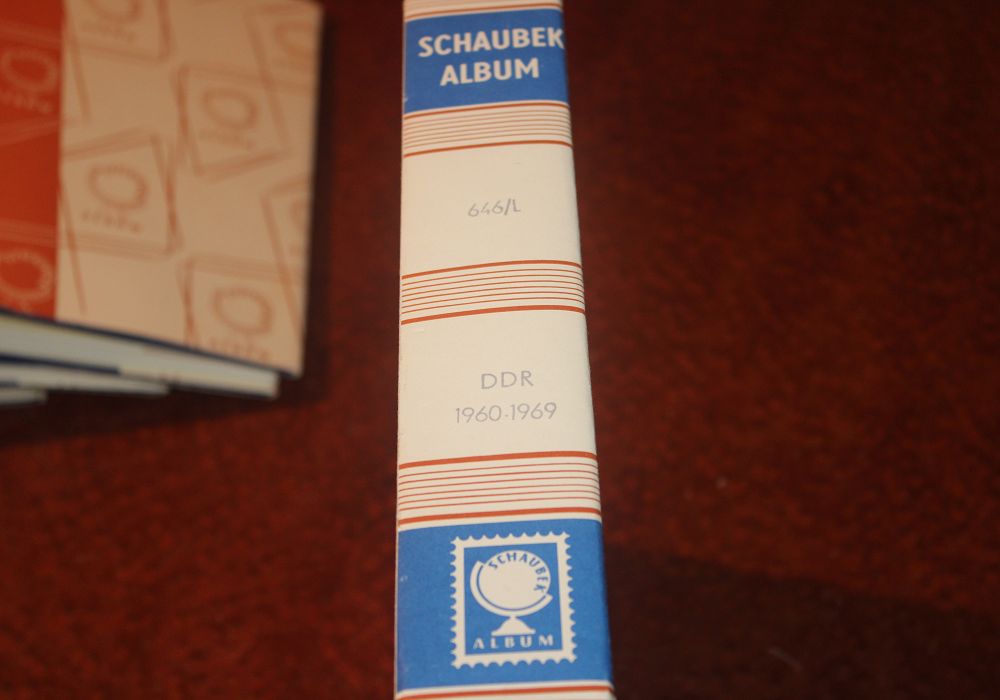 SCHAUBEK
ALBUM
646/L
DDR
1960-1969
SCHAUBEK
ALBUM